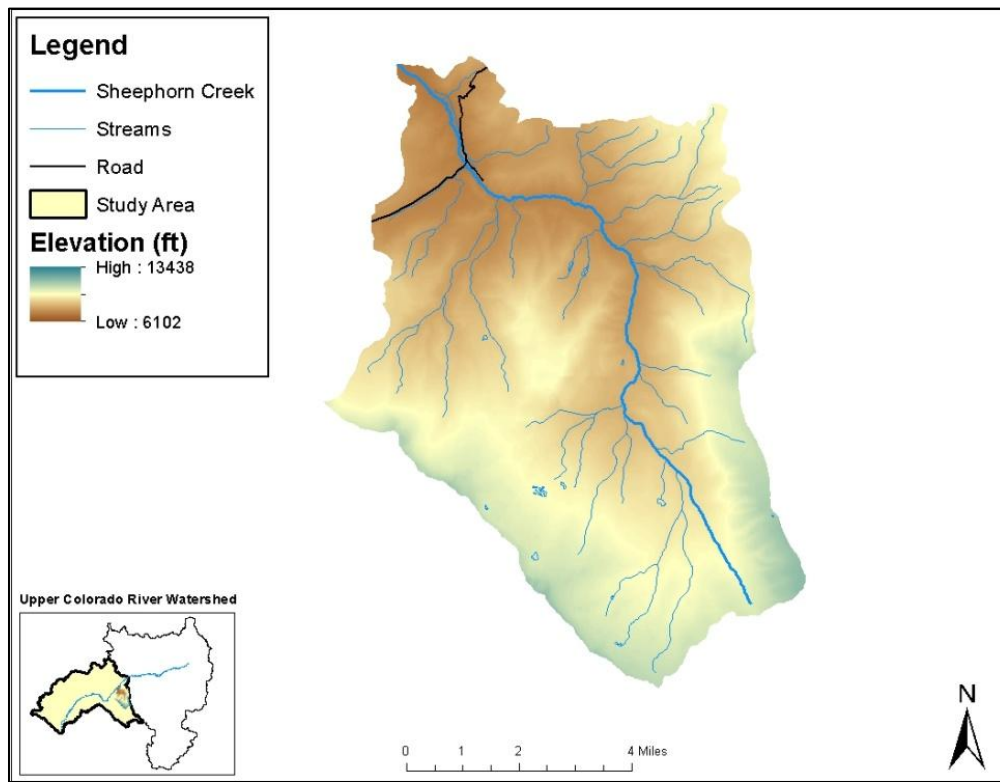 Legend
Sheephorn Creek
Streams
Road
Study Area
Elevation (ft)
High : 13438
Low : 6102
Upper Colorado River Watershed
0 1 2 4 Miles
N